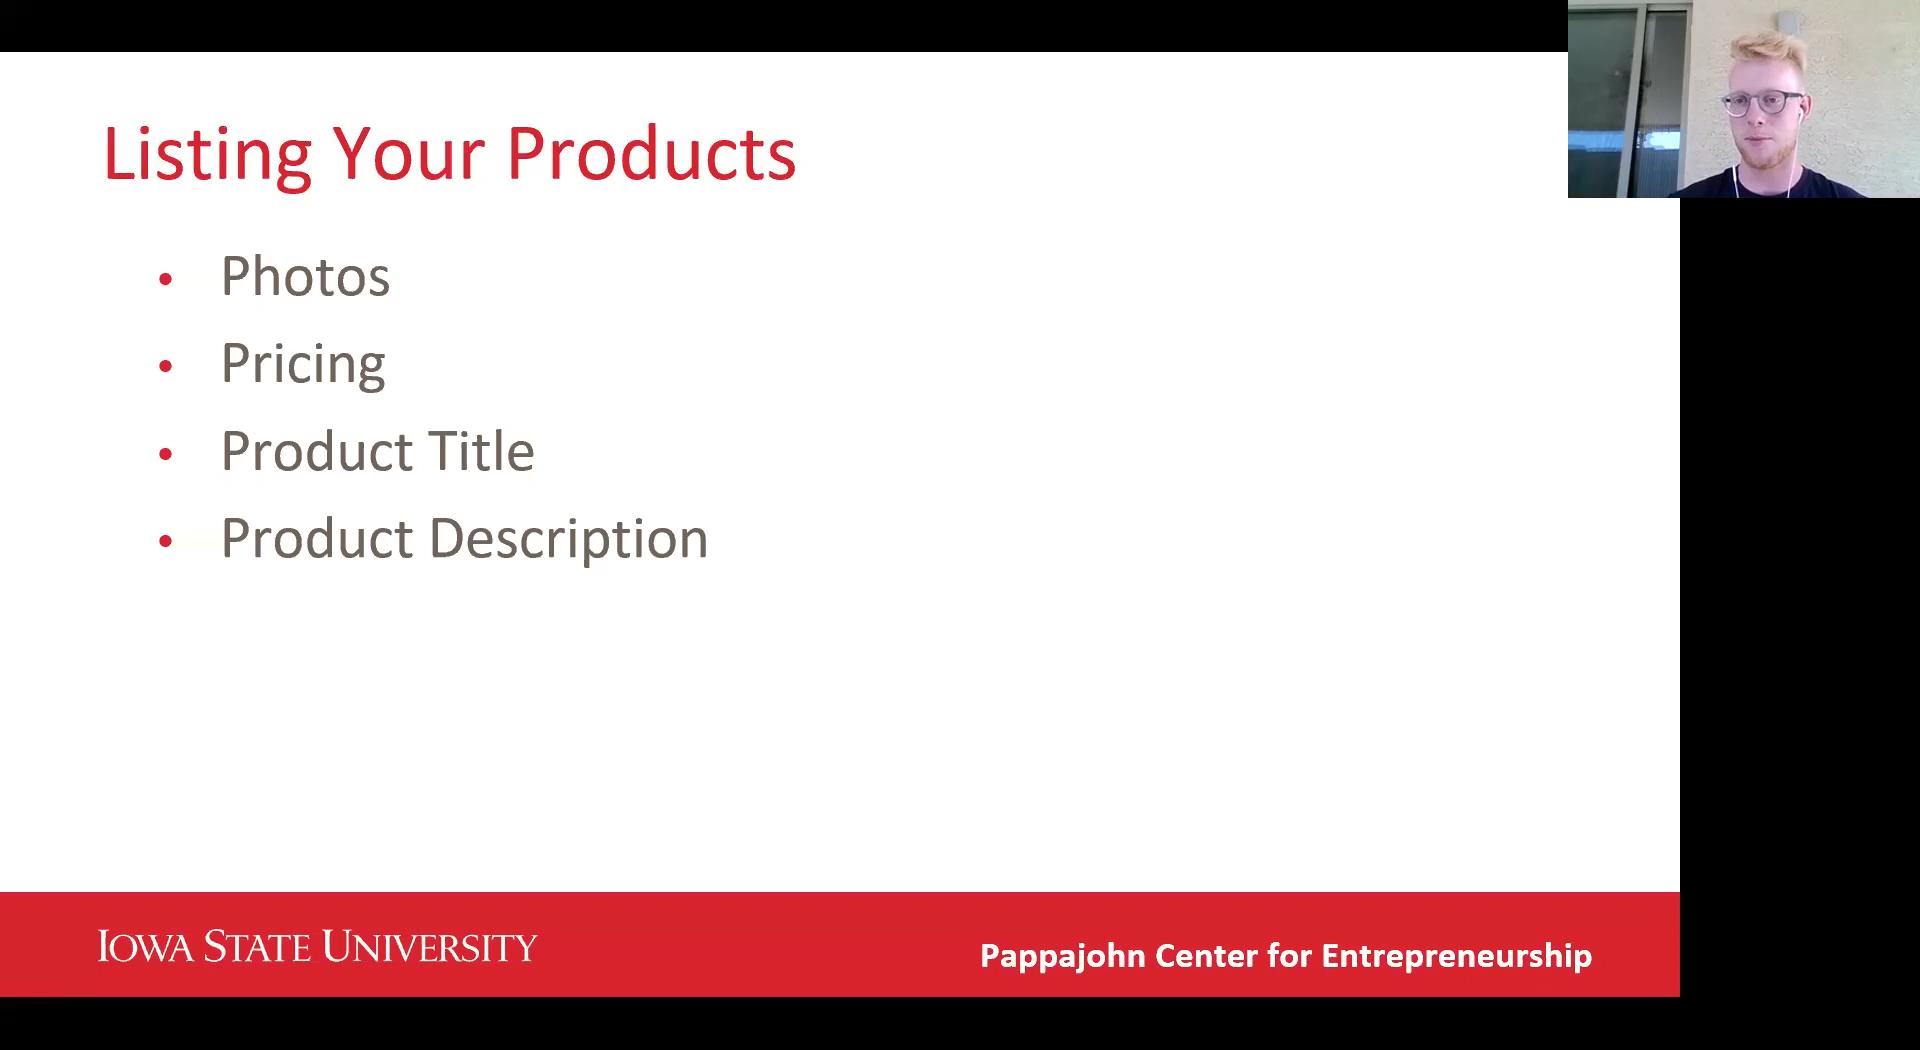 Listing Your Products
• Photos
• Pricing
• Product Title
• Product Description
IOWA STATE UNIVERSITY
Pappajohn Center for Entrepreneurship